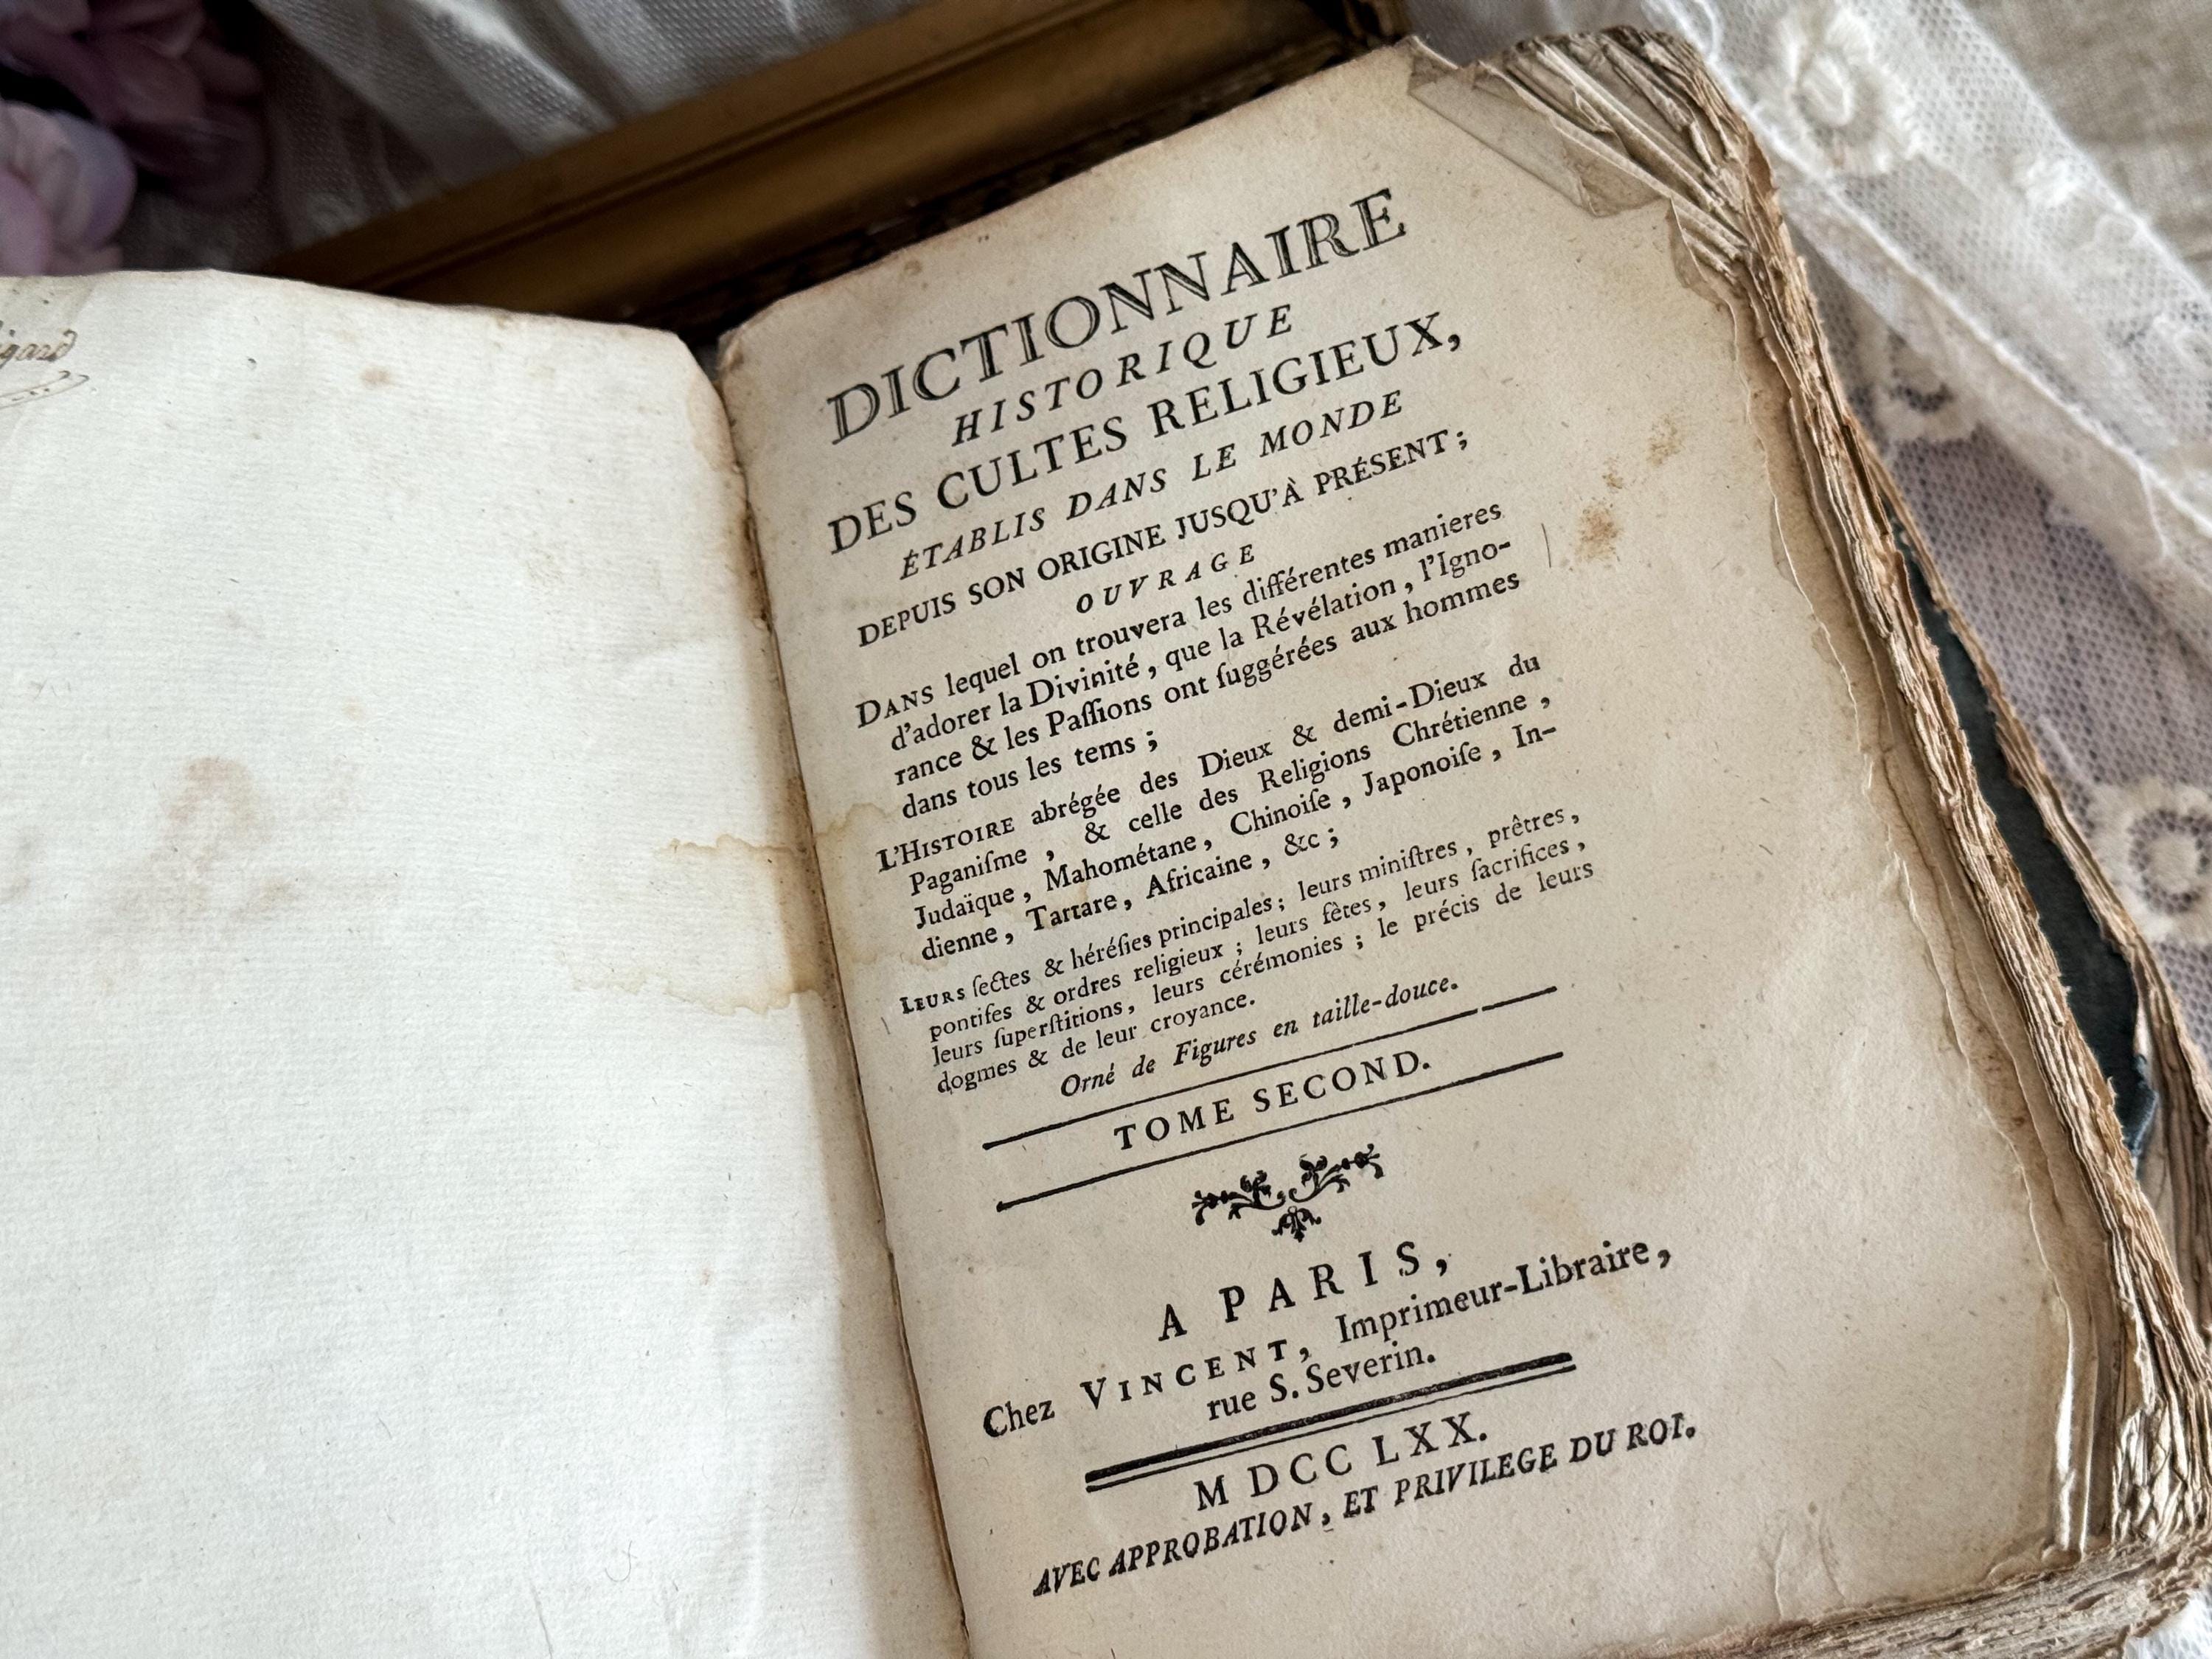 DICTIONNAIRE
HISTORIQUE
DES CULTES RELIGIEUX,
ÉTABLIS DANS LE MONDE
DEPUIS SON ORIGINE JUSQU'À PRÉSENT;
OUVRAGE
DANS lequel on trouvera les différentes manieres
d'adorer la Divinité, que la Révélation, l'Igno-
rance & les Paſſions ont ſuggérées aux hommes
dans tous les tems;
L'HISTOIRE abrégée des Dieux & demi-Dieux du
Paganiſme, & celle des Religions Chrétienne,
Judaïque, Mahométane, Chinoiſe, Japonoiſe, In-
dienne, Tartare, Africaine, &c;
LEURS ſectes & héréſies principales; leurs miniſtres, prêtres,
pontifes & ordres religieux; leurs fêtes, leurs ſacrifices,
leurs ſuperſtitions, leurs cérémonies; le précis de leurs
dogmes & de leur croyance.
Orné de Figures en taille-douce.
TOME SECOND.
A PARIS,
Chez VINCENT, Imprimeur-Libraire,
rue S. Severin.
M DCC LXX.
AVEC APPROBATION, ET PRIVILEGE DU ROI.